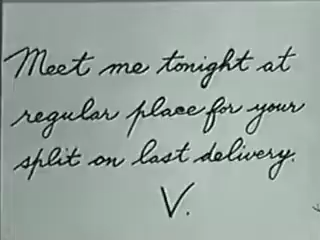 Meet me tonight at
regular place for your
split on last delivery.
V.